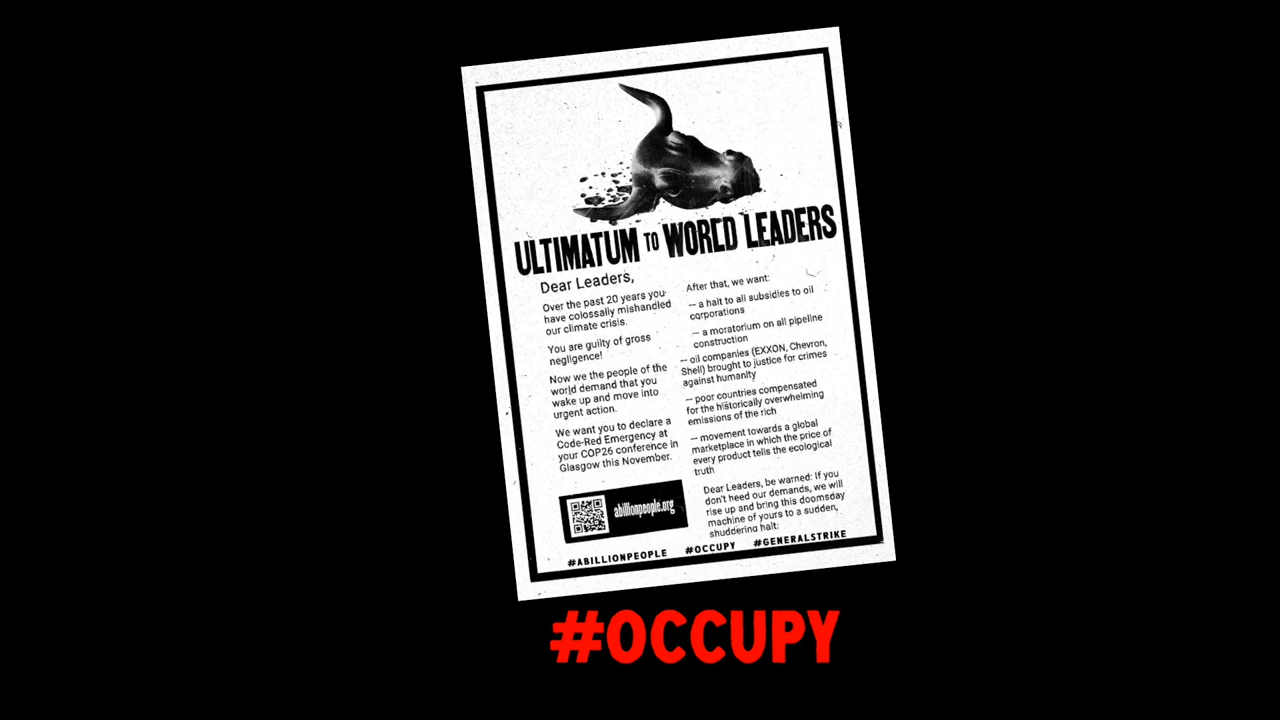 ULTIMATUM TO WORLD LEADERS
Dear Leaders,
Over the past 20 years you
have colossally mishandled
our climate crisis.
You are guilty of gross
negligence!
Now we the people of the
world demand that you
wake up and move into
urgent action.
We want you to declare a
Code-Red Emergency at
your COP26 conference in
Glasgow this November.
abillionpeople.org
After that, we want:
— a halt to all subsidies to oil
corporations
— a moratorium on all pipeline
construction
— oil companies (EXXON, Chevron,
Shell) brought to justice for crimes
against humanity
— poor countries compensated
for the historically overwhelming
emissions of the rich
— movement towards a global
marketplace in which the price of
every product tells the ecological
truth
Dear Leaders, be warned: If you
don't heed our demands, we will
rise up and bring this doomsday
machine of yours to a sudden,
shuddering halt.
#ABILLIONPEOPLE #OCCUPY #GENERALSTRIKE
#OCCUPY